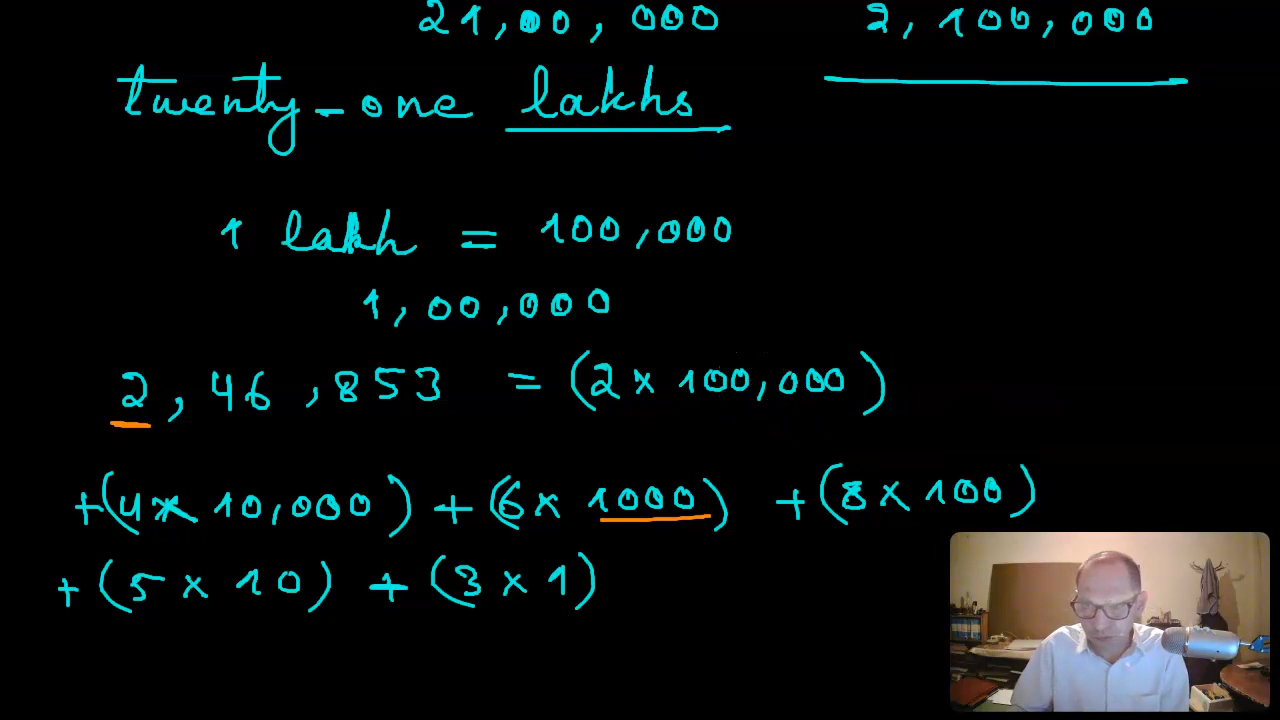 21,00,000 2,100,000
twenty-one lakhs
1 lakh = 100,000
1,00,000
2,46,853 = (2 x 100,000)
+(4x 10,000) + (6 x 1000) + (8 x 100)
+ (5 x 10) + (3 x 1)